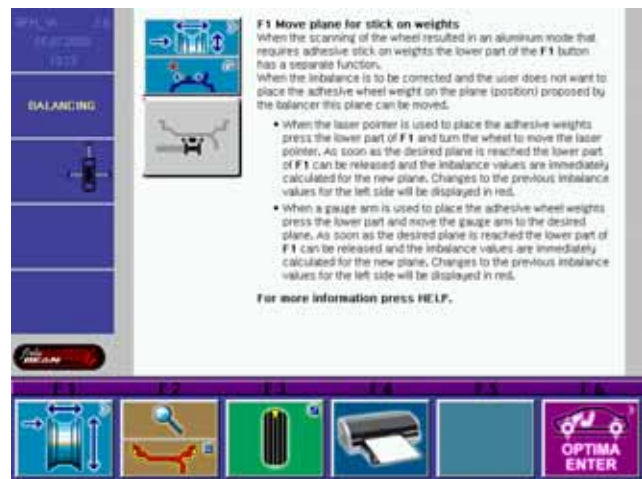 BALANCING
F1 Move plane for stick on weights
When the scanning of the wheel resulted in an aluminum mode that
requires adhesive stick on weights the lower part of the F1 button
has a separate function.
When the imbalance is to be corrected and the user does not want to
place the adhesive wheel weight on the plane (position) proposed by
the balancer this plane can be moved.
• When the laser pointer is used to place the adhesive weights
press the lower part of F1 and turn the wheel to move the laser
pointer. As soon as the desired plane is reached the lower part
of F1 can be released and the imbalance values are immediately
calculated for the new plane. Changes to the previous imbalance
values for the left side will be displayed in red.
• When a gauge arm is used to place the adhesive wheel weights
press the lower part and move the gauge arm to the desired
plane. As soon as the desired plane is reached the lower part of
F1 can be released and the imbalance values are immediately
calculated for the new plane. Changes to the previous imbalance
values for the left side will be displayed in red.
For more information press HELP.
BEAN
F1 F2 F3 F4 F5 F6
OPTIMA
ENTER